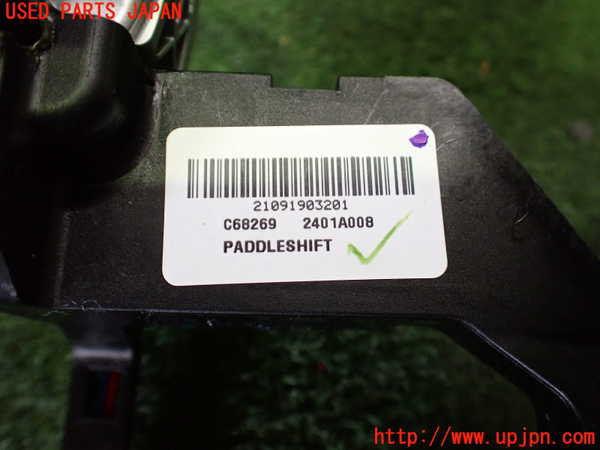 USED PARTS JAPAN
21091903201
C68269 2401A008
PADDLESHIFT
http://www.upjpn.com/